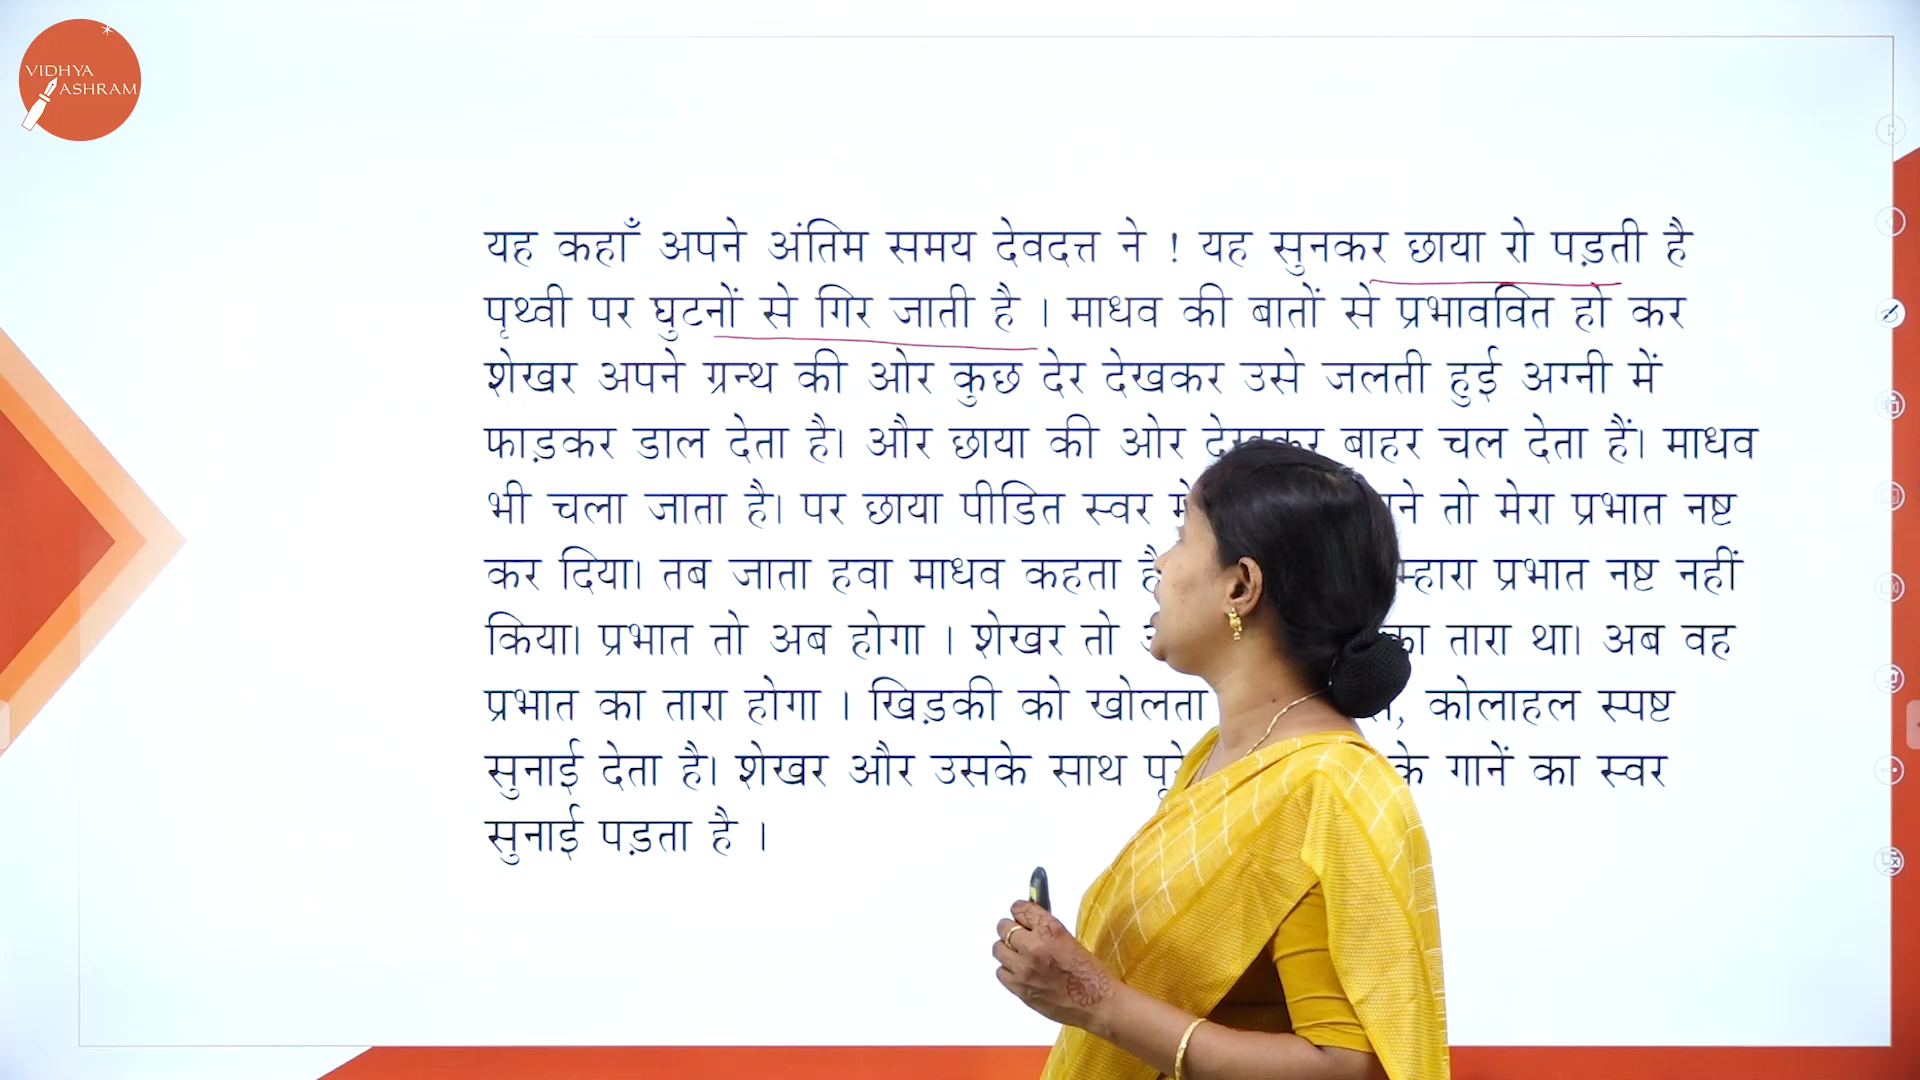 VIDHYA
ASHRAM
यह कहाँ अपने अंतिम समय देवदत्त ने ! यह सुनकर छाया रो पड़ती है
पृथ्वी पर घुटनों से गिर जाती है । माधव की बातों से प्रभाववित हो कर
शेखर अपने ग्रन्थ की ओर कुछ देर देखकर उसे जलती हुई अग्नी में
फाड़कर डाल देता है। और छाया की ओर देखकर बाहर चल देता हैं। माधव
भी चला जाता है। पर छाया पीडित स्वर तो मेरा प्रभात नष्ट
कर दिया। तब जाता हवा माधव कहता प्रभात नष्ट नहीं
किया। प्रभात तो अब होगा । शेखर तो तारा था। अब वह
प्रभात का तारा होगा । खिड़की को खोलता कोलाहल स्पष्ट
सुनाई देता है। शेखर और उसके साथ के गानें का स्वर
सुनाई पड़ता है ।